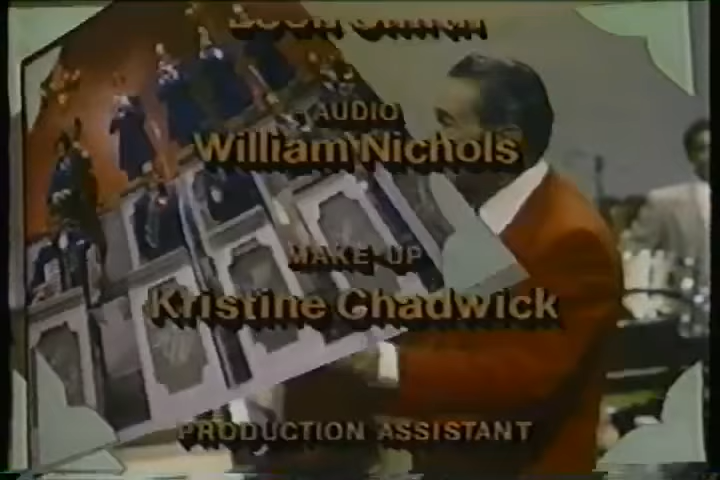 AUDIO
William Nichols
MAKE-UP
Kristine Chadwick
PRODUCTION ASSISTANT